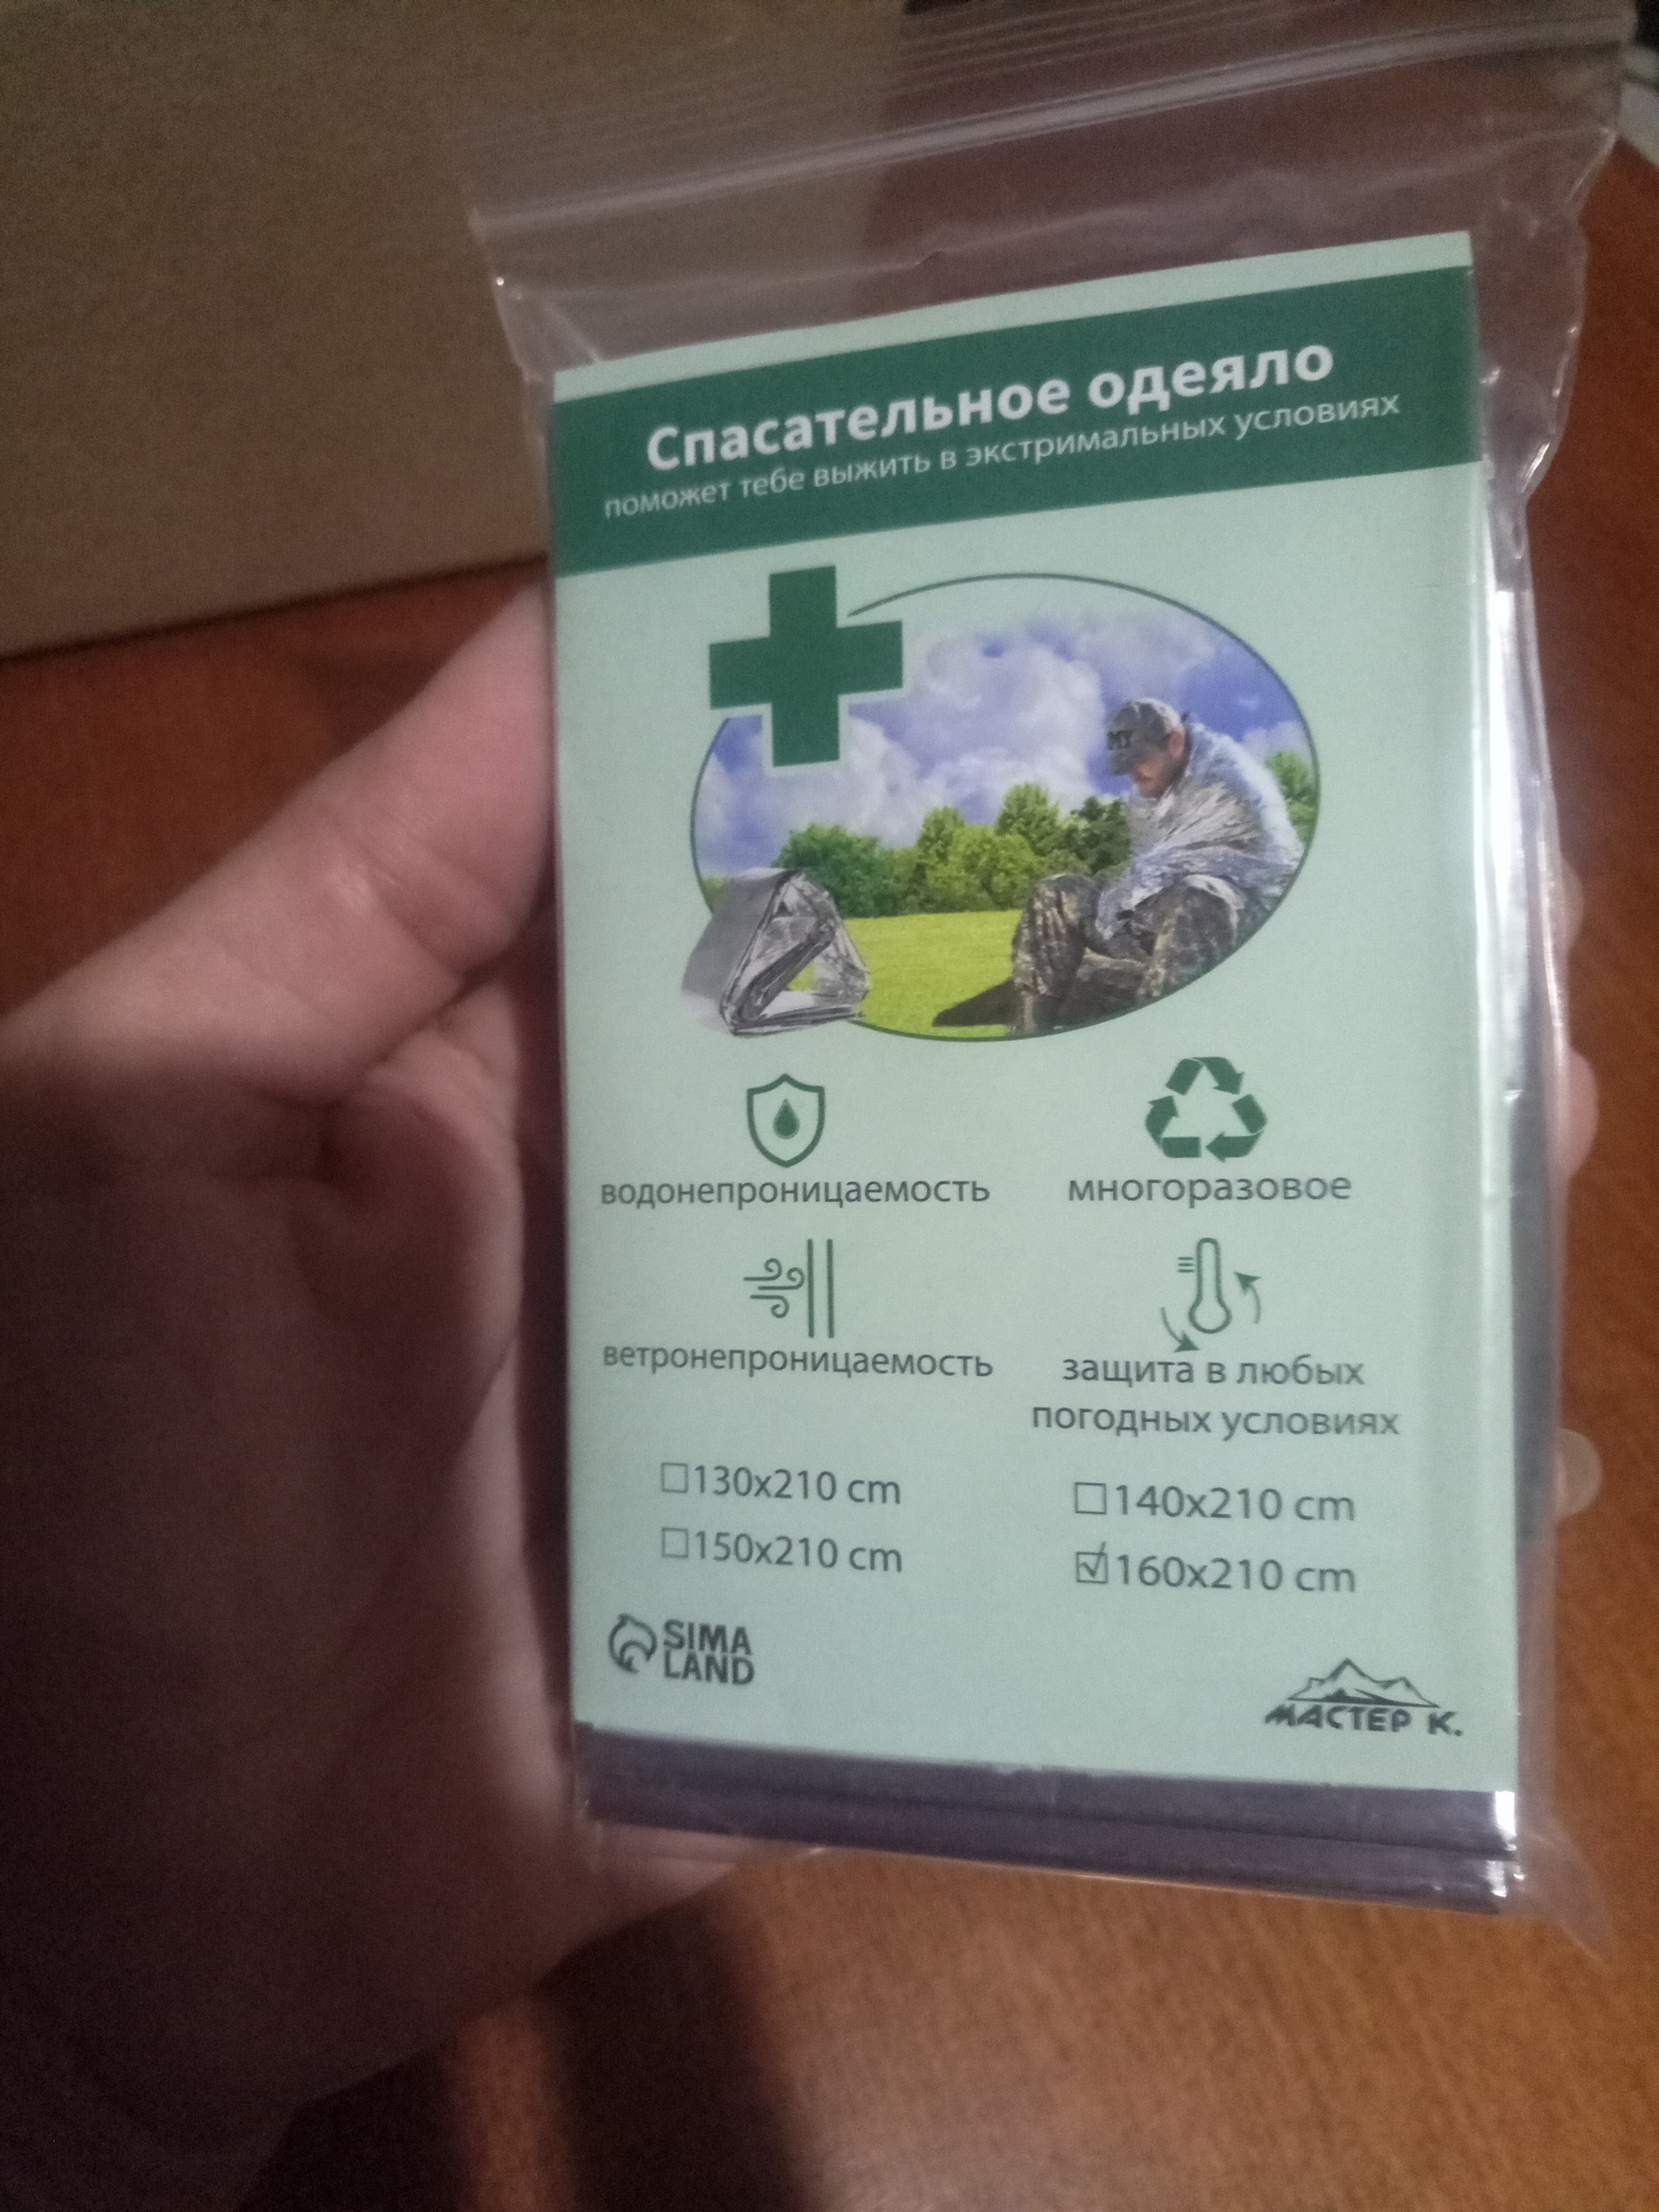 Спасательное одеяло
поможет тебе выжить в экстримальных условиях
MY
водонепроницаемость
многоразовое
ветронепроницаемость
защита в любых
погодных условиях
☐130x210 cm
☐140x210 cm
☐150x210 cm
☑160x210 cm
SIMA
LAND
МАСТЕР К.